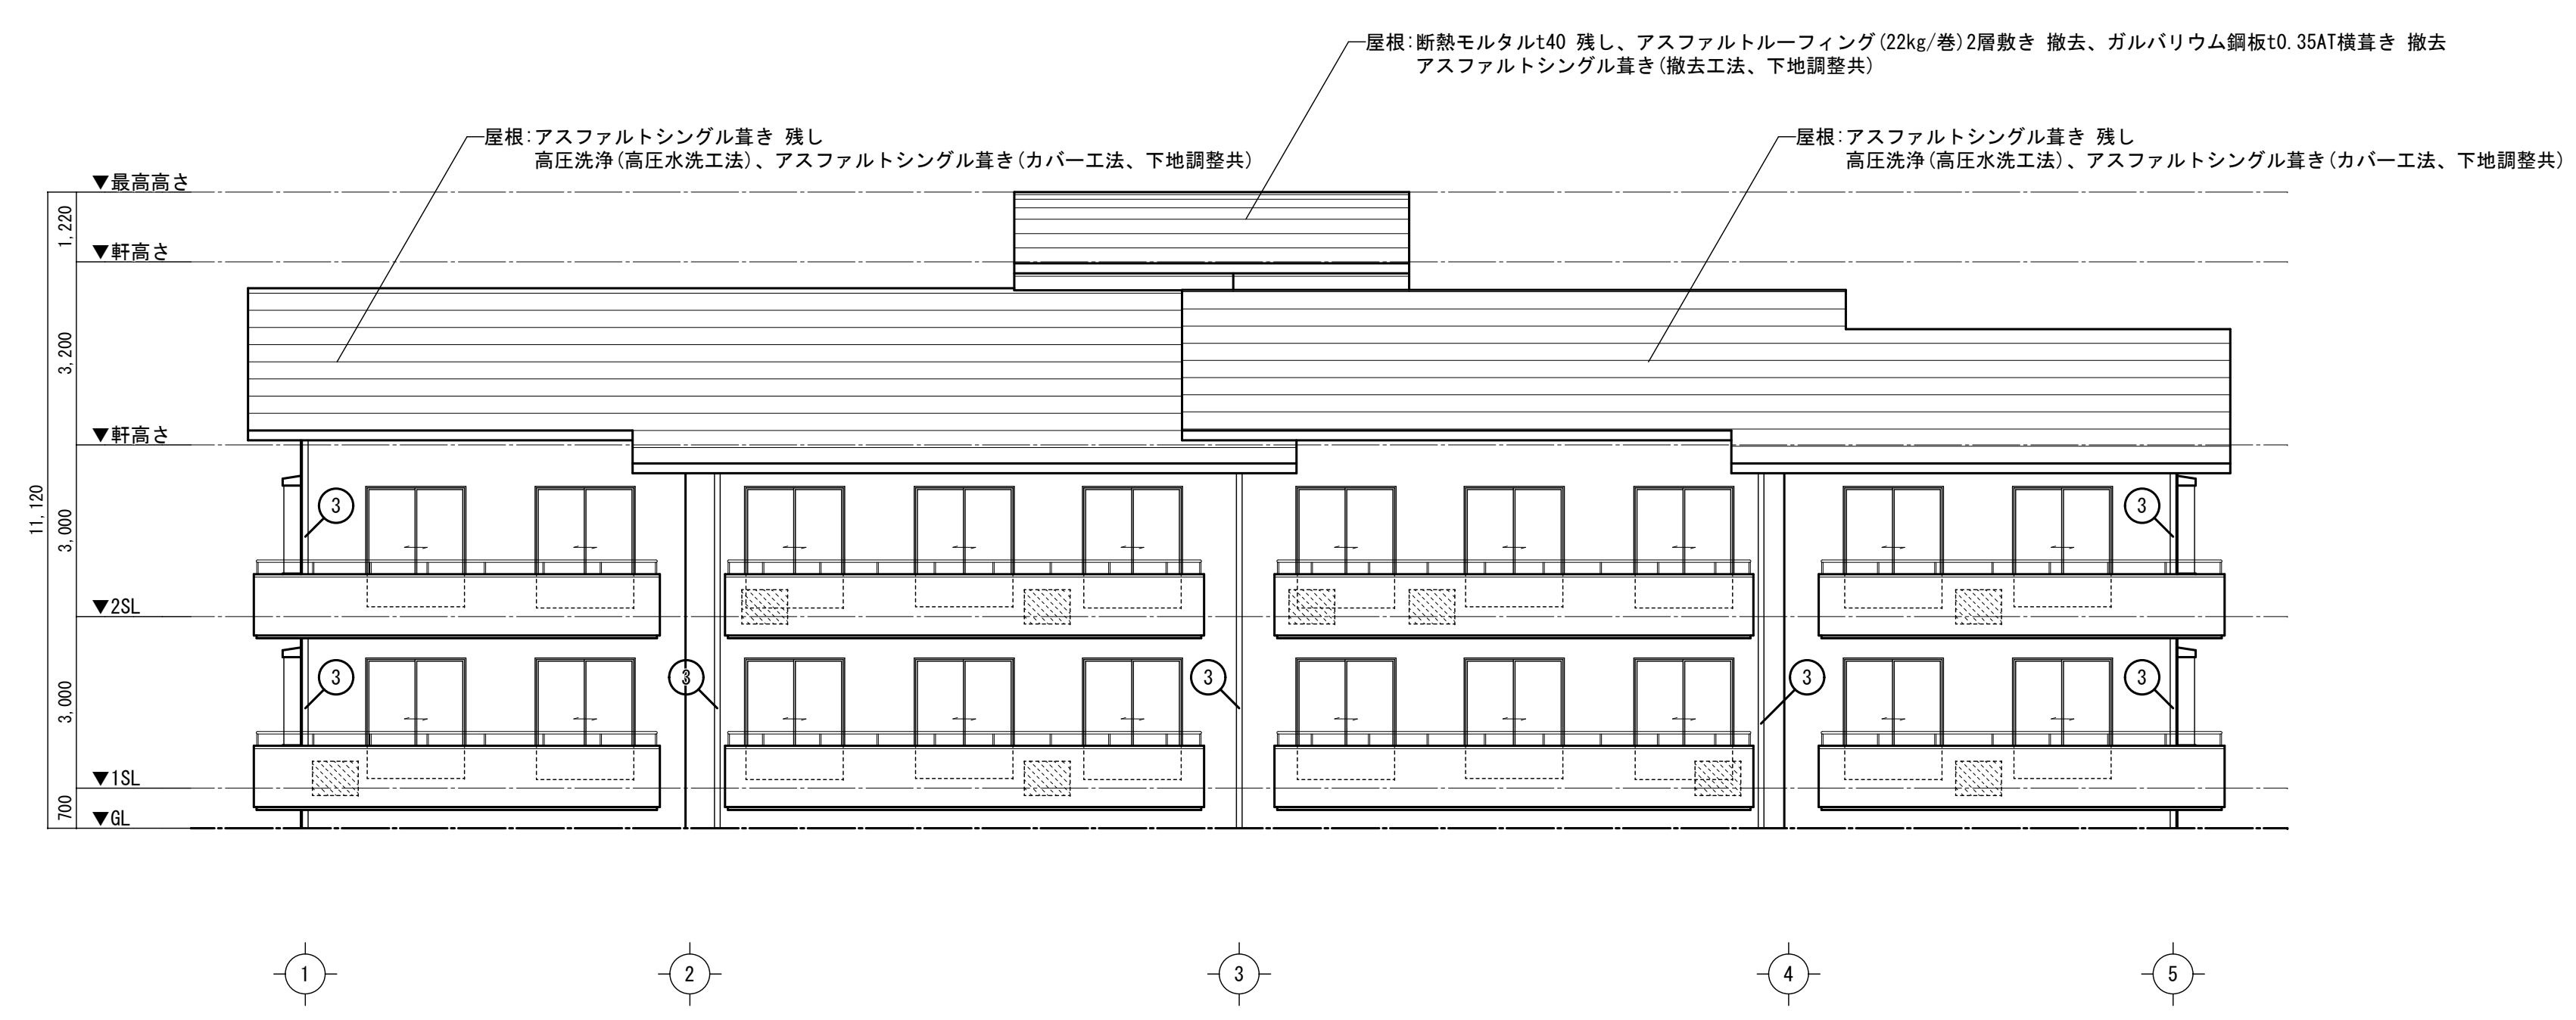 屋根:断熱モルタルt40 残し、アスファルトルーフィング(22kg/巻)2層敷き 撤去、ガルバリウム鋼板t0.35AT横葺き 撤去
アスファルトシングル葺き(撤去工法、下地調整共)
屋根:アスファルトシングル葺き 残し
高圧洗浄(高圧水洗工法)、アスファルトシングル葺き(カバー工法、下地調整共)
屋根:アスファルトシングル葺き 残し
高圧洗浄(高圧水洗工法)、アスファルトシングル葺き(カバー工法、下地調整共)
▼最高高さ
1,220
▼軒高さ
3,200
▼軒高さ
11,120
3,000
3
3
▼2SL
3,000
3
3
3
3
3
▼1SL
700
▼GL
1
2
3
4
5